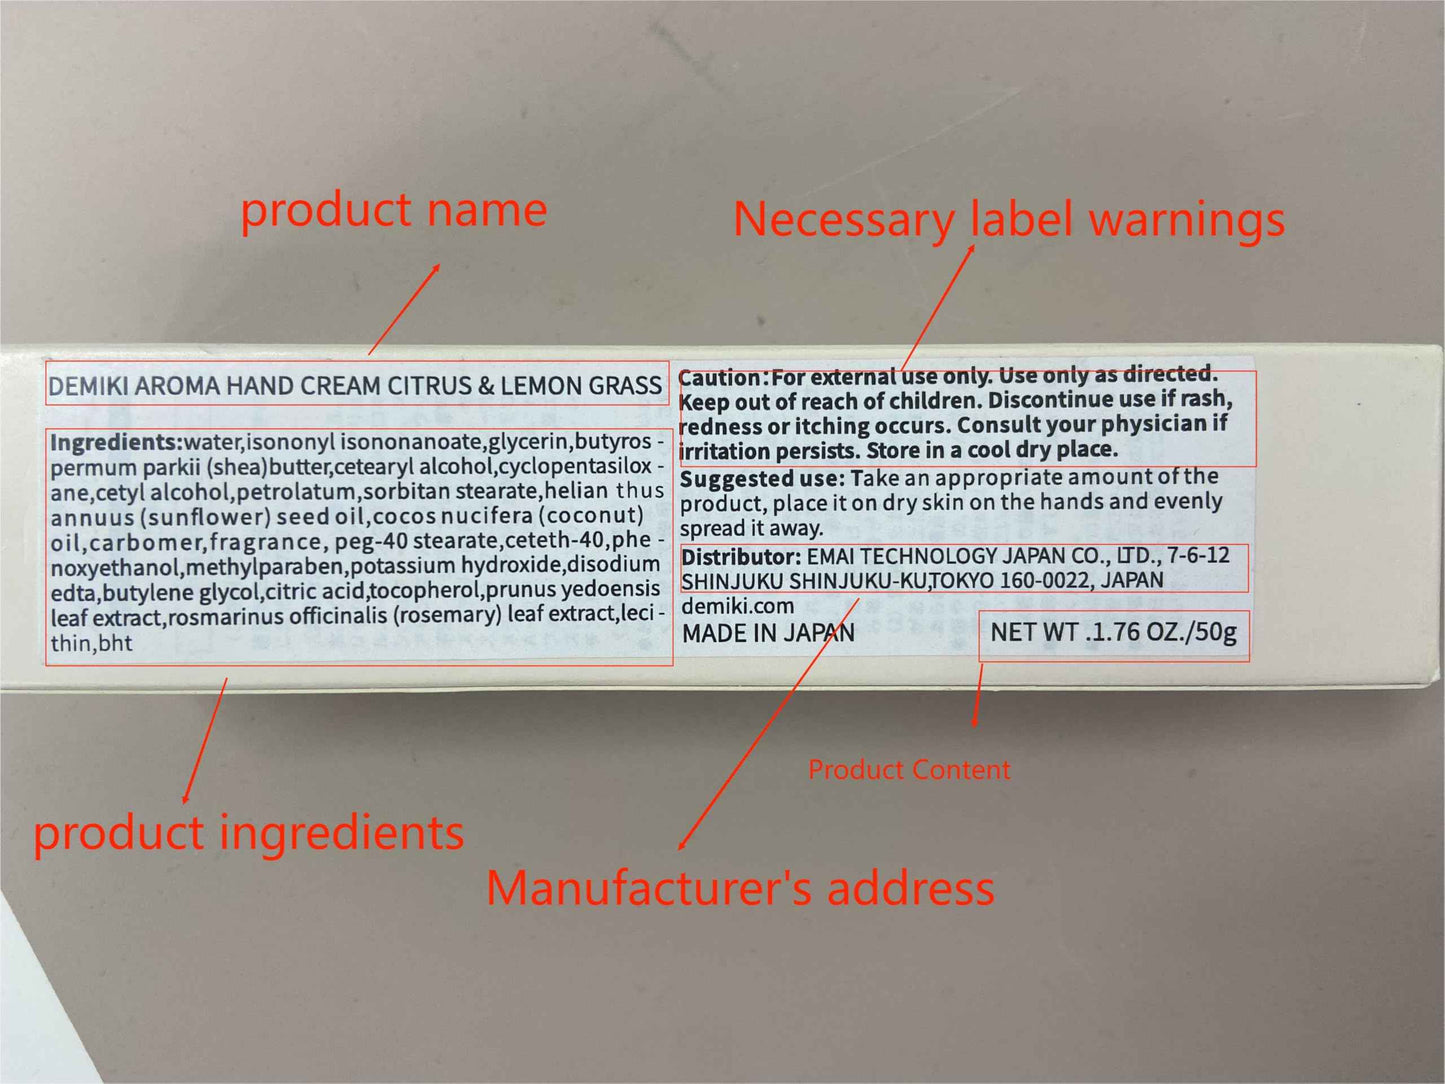 product name
Necessary label warnings
DEMIKI AROMA HAND CREAM CITRUS & LEMON GRASS
Ingredients:water,isononyl isononanoate,glycerin,butyros -
permum parkii (shea)butter,cetearyl alcohol,cyclopentasilox -
ane,cetyl alcohol,petrolatum,sorbitan stearate,helian thus
annuus (sunflower) seed oil,cocos nucifera (coconut)
oil,carbomer,fragrance, peg-40 stearate,ceteth-40,phe -
noxyethanol,methylparaben,potassium hydroxide,disodium
edta,butylene glycol,citric acid,tocopherol,prunus yedoensis
leaf extract,rosmarinus officinalis (rosemary) leaf extract,leci -
thin,bht
Caution:For external use only. Use only as directed.
Keep out of reach of children. Discontinue use if rash,
redness or itching occurs. Consult your physician if
irritation persists. Store in a cool dry place.
Suggested use: Take an appropriate amount of the
product, place it on dry skin on the hands and evenly
spread it away.
Distributor: EMAI TECHNOLOGY JAPAN CO., LTD., 7-6-12
SHINJUKU SHINJUKU-KU,TOKYO 160-0022, JAPAN
demiki.com
MADE IN JAPAN
NET WT .1.76 OZ./50g
Product Content
product ingredients
Manufacturer's address